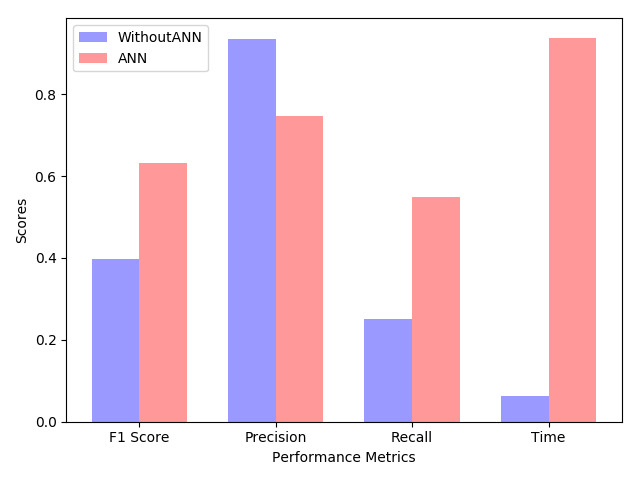 WithoutANN
ANN
Scores
0.8
0.6
0.4
0.2
0.0
F1 Score Precision Recall Time
Performance Metrics